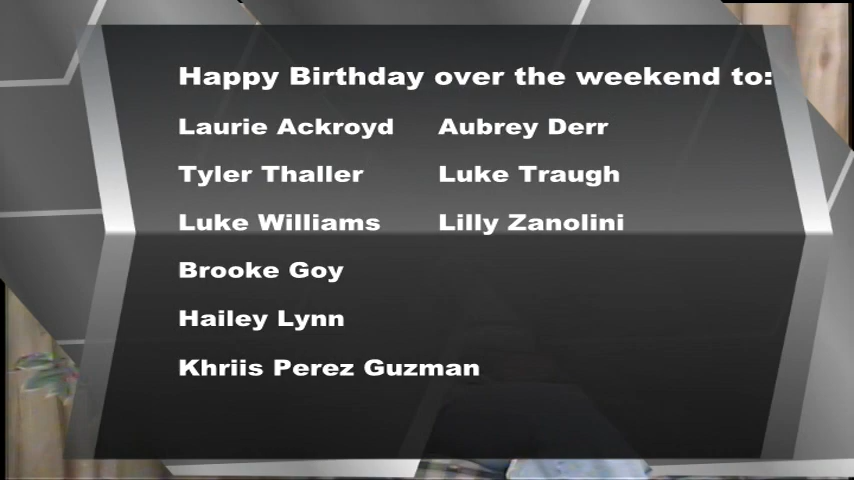 Happy Birthday over the weekend to:
Laurie Ackroyd
Tyler Thaller
Luke Williams
Brooke Goy
Hailey Lynn
Khriis Perez Guzman
Aubrey Derr
Luke Traugh
Lilly Zanolini